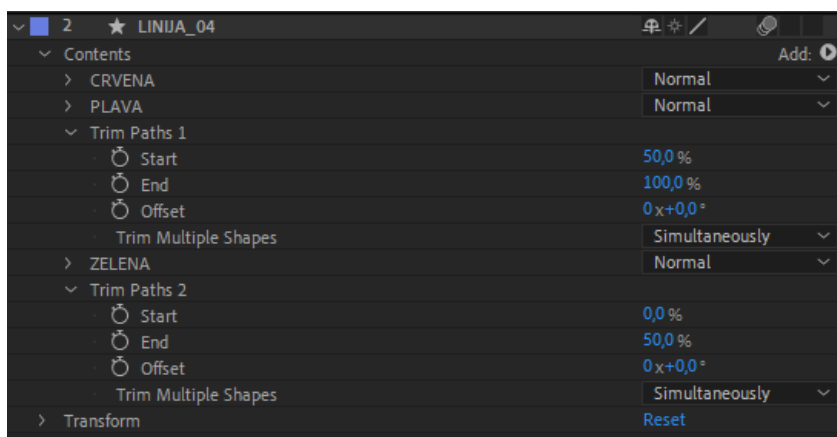 2 LINIJA_04
Contents Add:
CRVENA Normal
PLAVA Normal
Trim Paths 1
Start 50,0 %
End 100,0 %
Offset 0 x+0,0 °
Trim Multiple Shapes Simultaneously
ZELENA Normal
Trim Paths 2
Start 0,0 %
End 50,0 %
Offset 0 x+0,0 °
Trim Multiple Shapes Simultaneously
Transform Reset